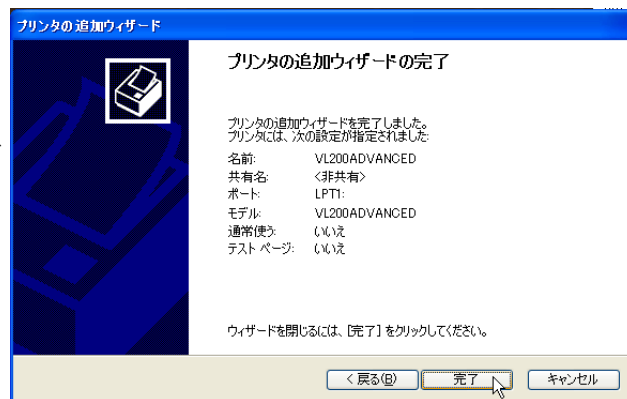 プリンタの追加ウィザード
プリンタの追加ウィザードの完了
プリンタの追加ウィザードを完了しました。
プリンタには、次の設定が指定されました:
名前: VL200ADVANCED
共有名: <非共有>
ポート: LPT1:
モデル: VL200ADVANCED
通常使う: いいえ
テスト ページ: いいえ
ウィザードを閉じるには、[完了] をクリックしてください。
< 戻る(B) 完了 キャンセル